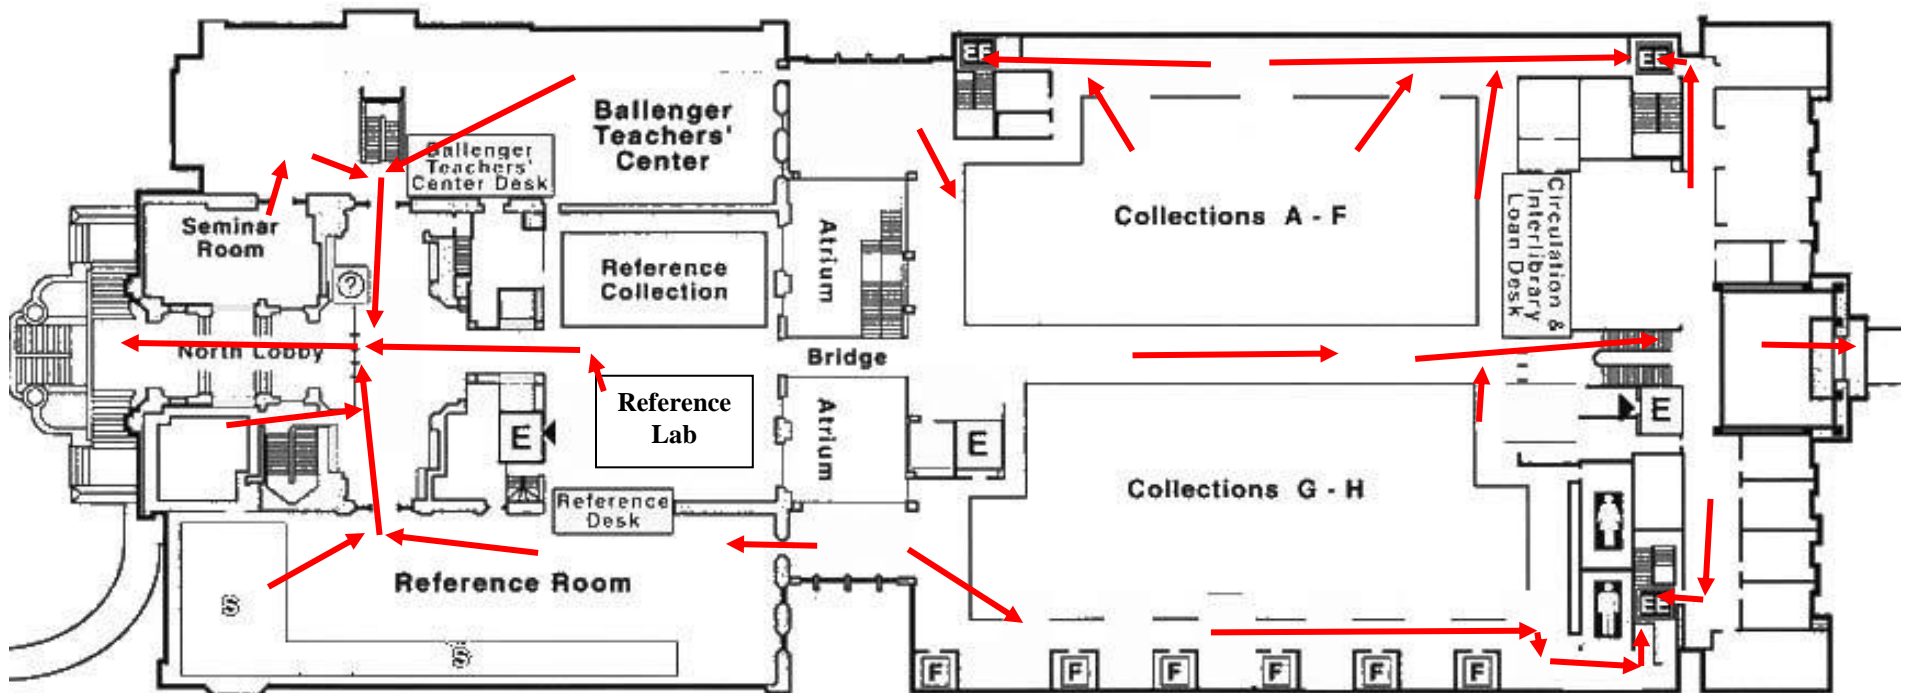 EE
EE
Ballenger
Teachers'
Center
Ballenger
Teachers'
Center Desk
Seminar
Room
?
North Lobby
Reference
Collection
Atrium
Bridge
Atrium
Reference
Lab
E
Reference
Desk
Reference Room
S
S
E
Collections A - F
Circulation &
Interlibrary
Loan Desk
Collections G - H
E
EE
F
F
F
F
F
F